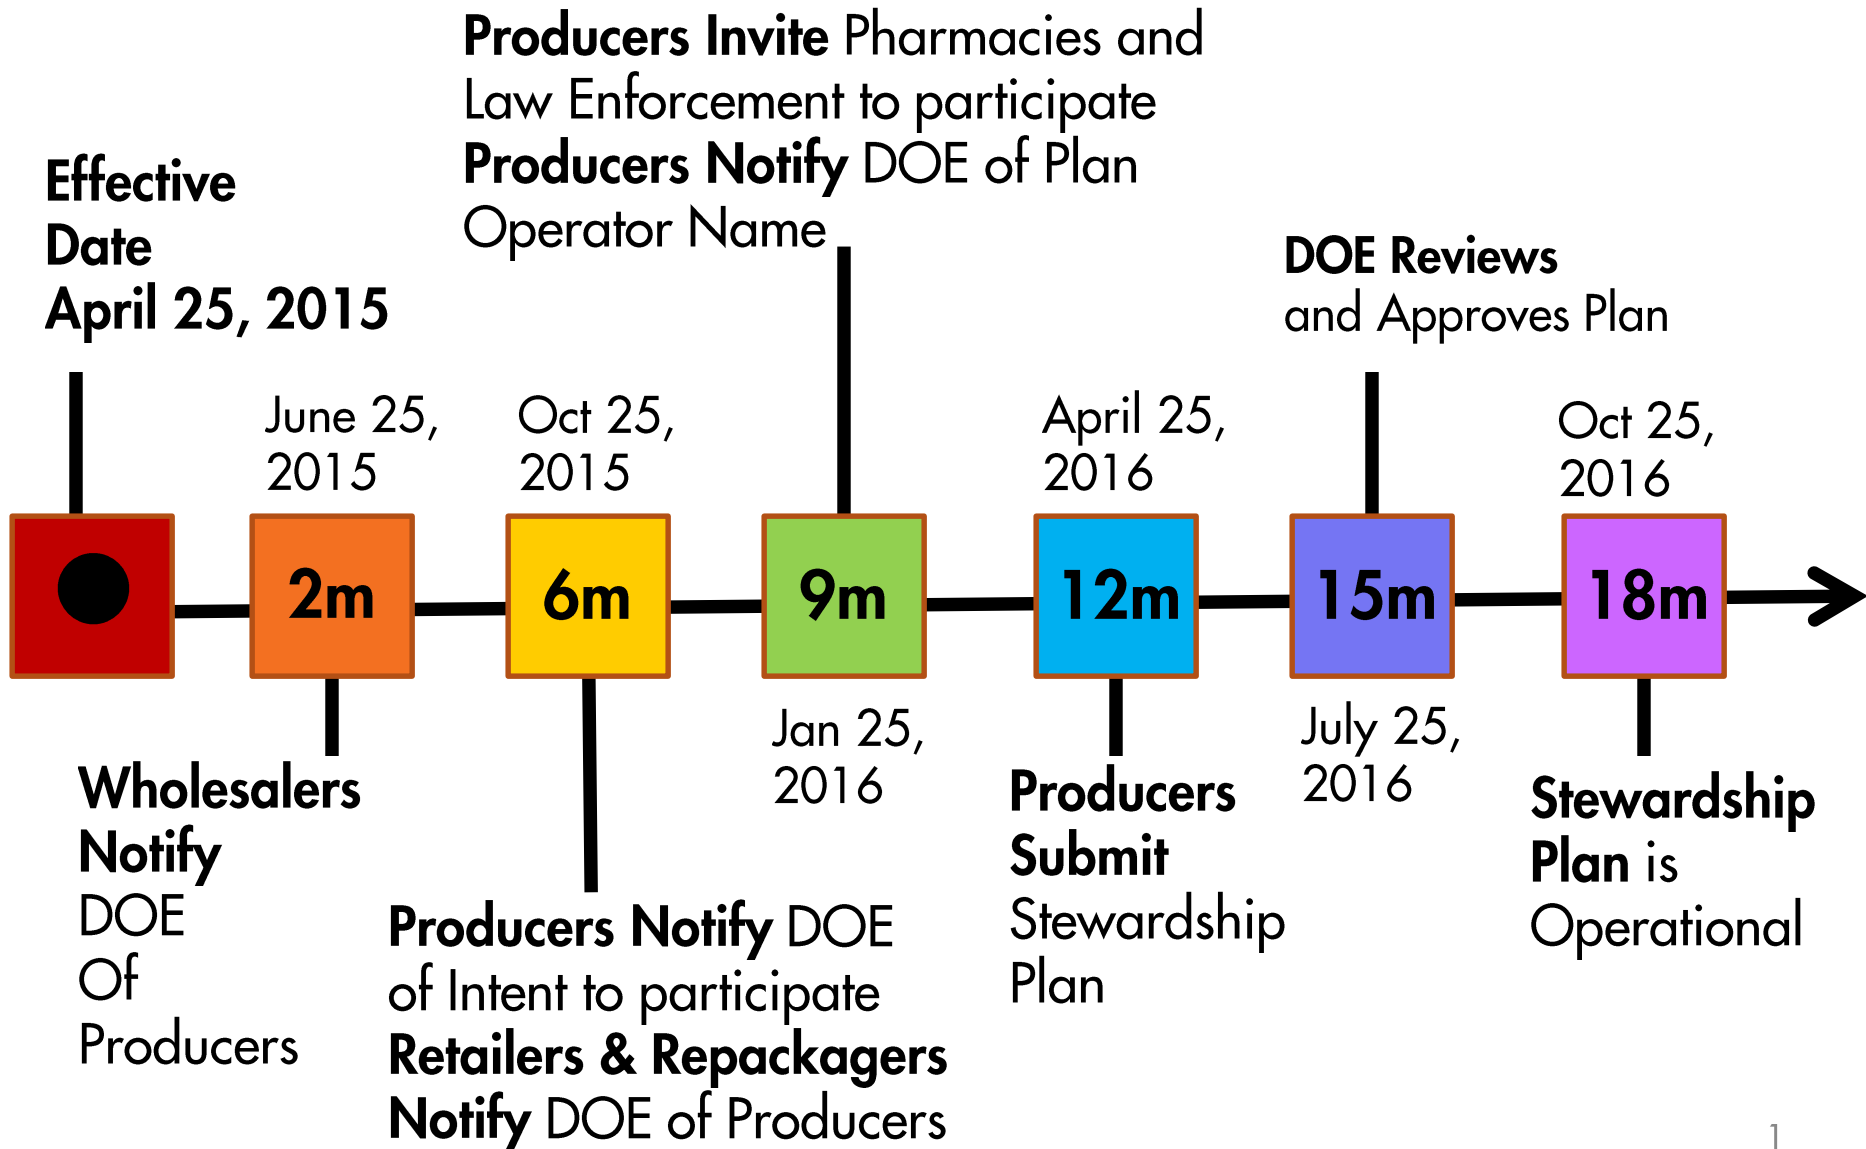 Producers Invite Pharmacies and
Law Enforcement to participate
Producers Notify DOE of Plan
Operator Name
Effective
Date
April 25, 2015
DOE Reviews
and Approves Plan
June 25,
2015
Oct 25,
2015
April 25,
2016
Oct 25,
2016
2m
6m
9m
12m
15m
18m
Jan 25,
2016
July 25,
2016
Wholesalers
Notify
DOE
Of
Producers
Producers Notify DOE
of Intent to participate
Retailers & Repackagers
Notify DOE of Producers
Producers
Submit
Stewardship
Plan
Stewardship
Plan is
Operational
1